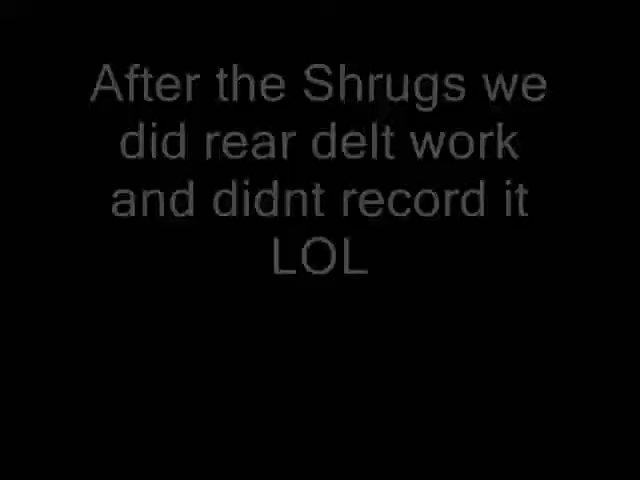 After the Shrugs we
did rear delt work
and didnt record it
LOL